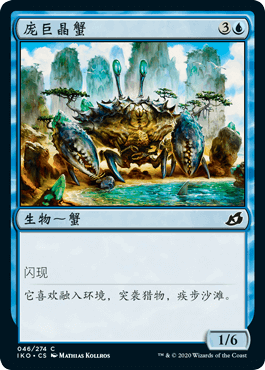 庞巨晶蟹 3
生物～蟹
闪现
它喜欢融入环境，突袭猎物，疾步沙滩。
1/6
046/274 C
IKO • CS MATHIAS KOLLROS
™ & © 2020 Wizards of the Coast